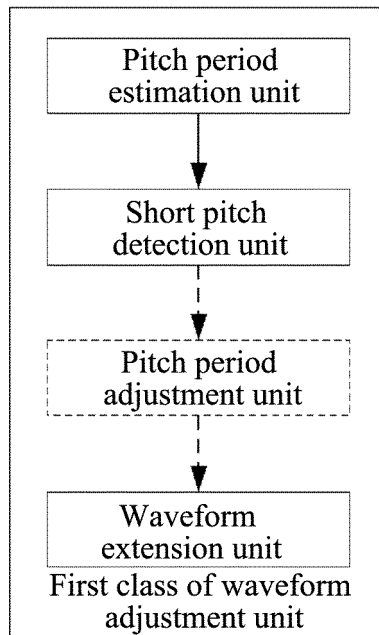 Pitch period
estimation unit
Short pitch
detection unit
Pitch period
adjustment unit
Waveform
extension unit
First class of waveform
adjustment unit